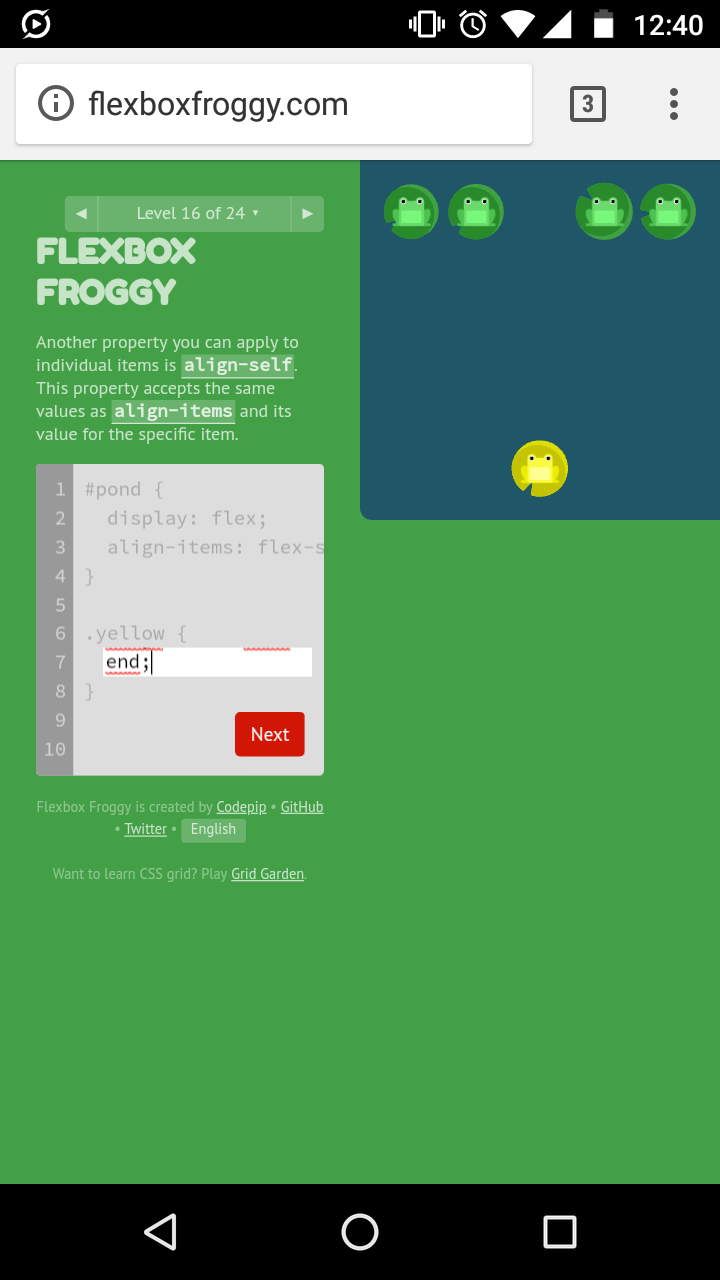 12:40
flexboxfroggy.com
3
◀ Level 16 of 24 ▾ ▶
FLEXBOX
FROGGY
Another property you can apply to
individual items is align-self.
This property accepts the same
values as align-items and its
value for the specific item.
1 #pond {
2 display: flex;
3 align-items: flex-s
4 }
5
6 .yellow {
7 end;
8 }
9
10
Next
Flexbox Froggy is created by Codepip • GitHub
• Twitter • English
Want to learn CSS grid? Play Grid Garden.